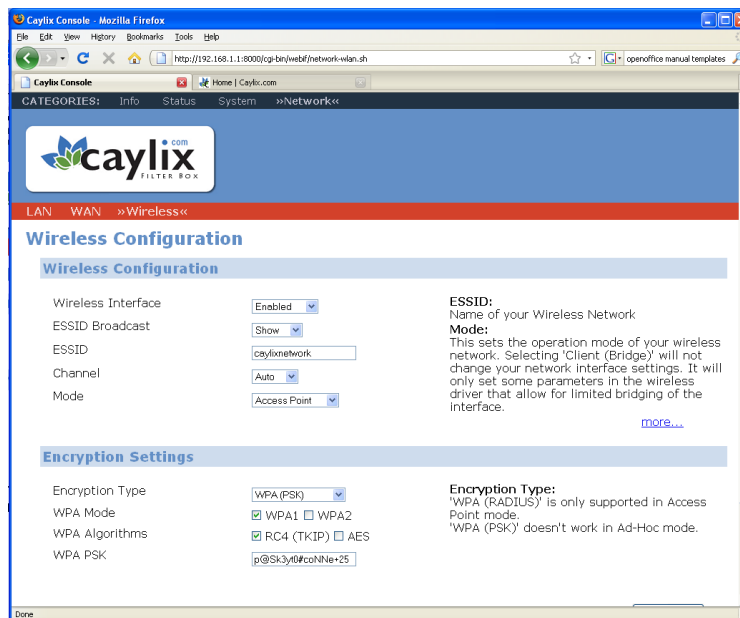 Caylix Console - Mozilla Firefox
File Edit View History Bookmarks Tools Help
http://192.168.1.1:8000/cgi-bin/webif/network-wlan.sh
openoffice manual templates
Caylix Console
Home | Caylix.com
CATEGORIES: Info Status System »Network«
.com
caylix
FILTER BOX
LAN WAN »Wireless«
Wireless Configuration
Wireless Configuration
Wireless Interface Enabled
ESSID Broadcast Show
ESSID caylixnetwork
Channel Auto
Mode Access Point
ESSID:
Name of your Wireless Network
Mode:
This sets the operation mode of your wireless
network. Selecting 'Client (Bridge)' will not
change your network interface settings. It will
only set some parameters in the wireless
driver that allow for limited bridging of the
interface.
more...
Encryption Settings
Encryption Type WPA (PSK)
WPA Mode WPA1 WPA2
WPA Algorithms RC4 (TKIP) AES
WPA PSK p@Sk3yt0#coNNe+25
Encryption Type:
'WPA (RADIUS)' is only supported in Access
Point mode.
'WPA (PSK)' doesn't work in Ad-Hoc mode.
Done